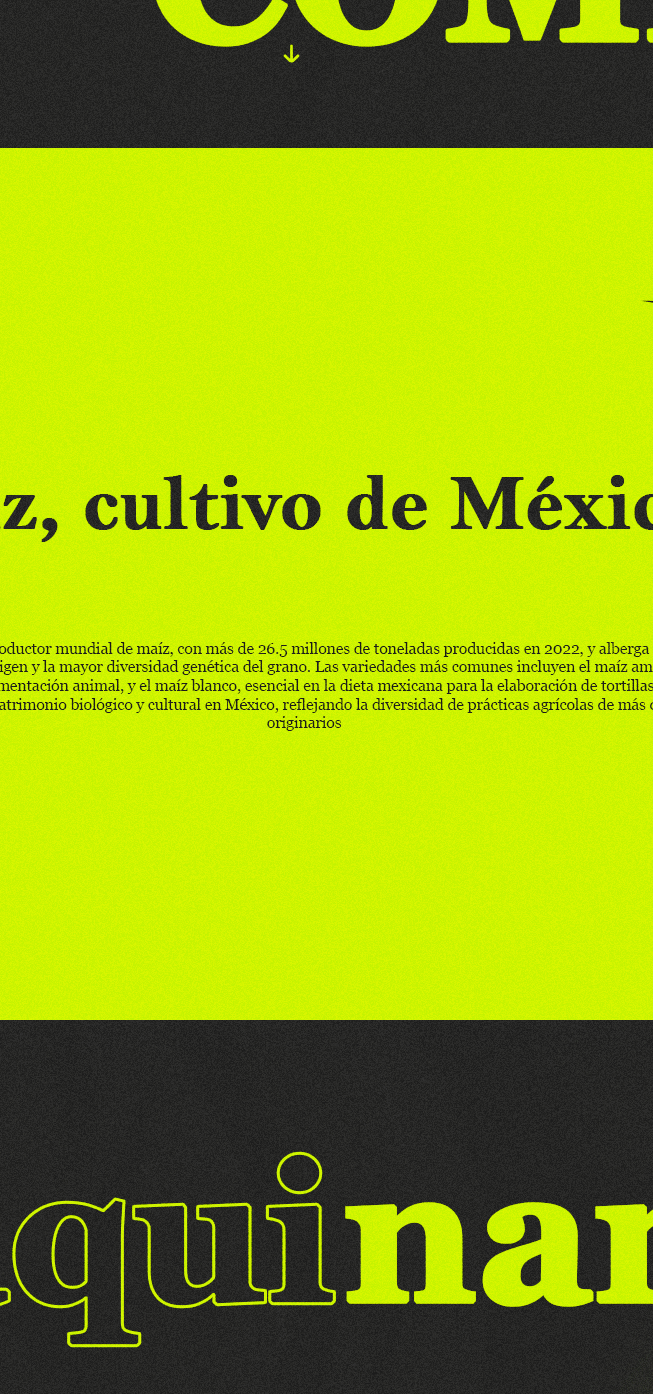 COM
z, cultivo de Méxic
oductor mundial de maíz, con más de 26.5 millones de toneladas producidas en 2022, y alberga
igen y la mayor diversidad genética del grano. Las variedades más comunes incluyen el maíz am
mentación animal, y el maíz blanco, esencial en la dieta mexicana para la elaboración de tortillas
atrimonio biológico y cultural en México, reflejando la diversidad de prácticas agrícolas de más
originarios
quinar